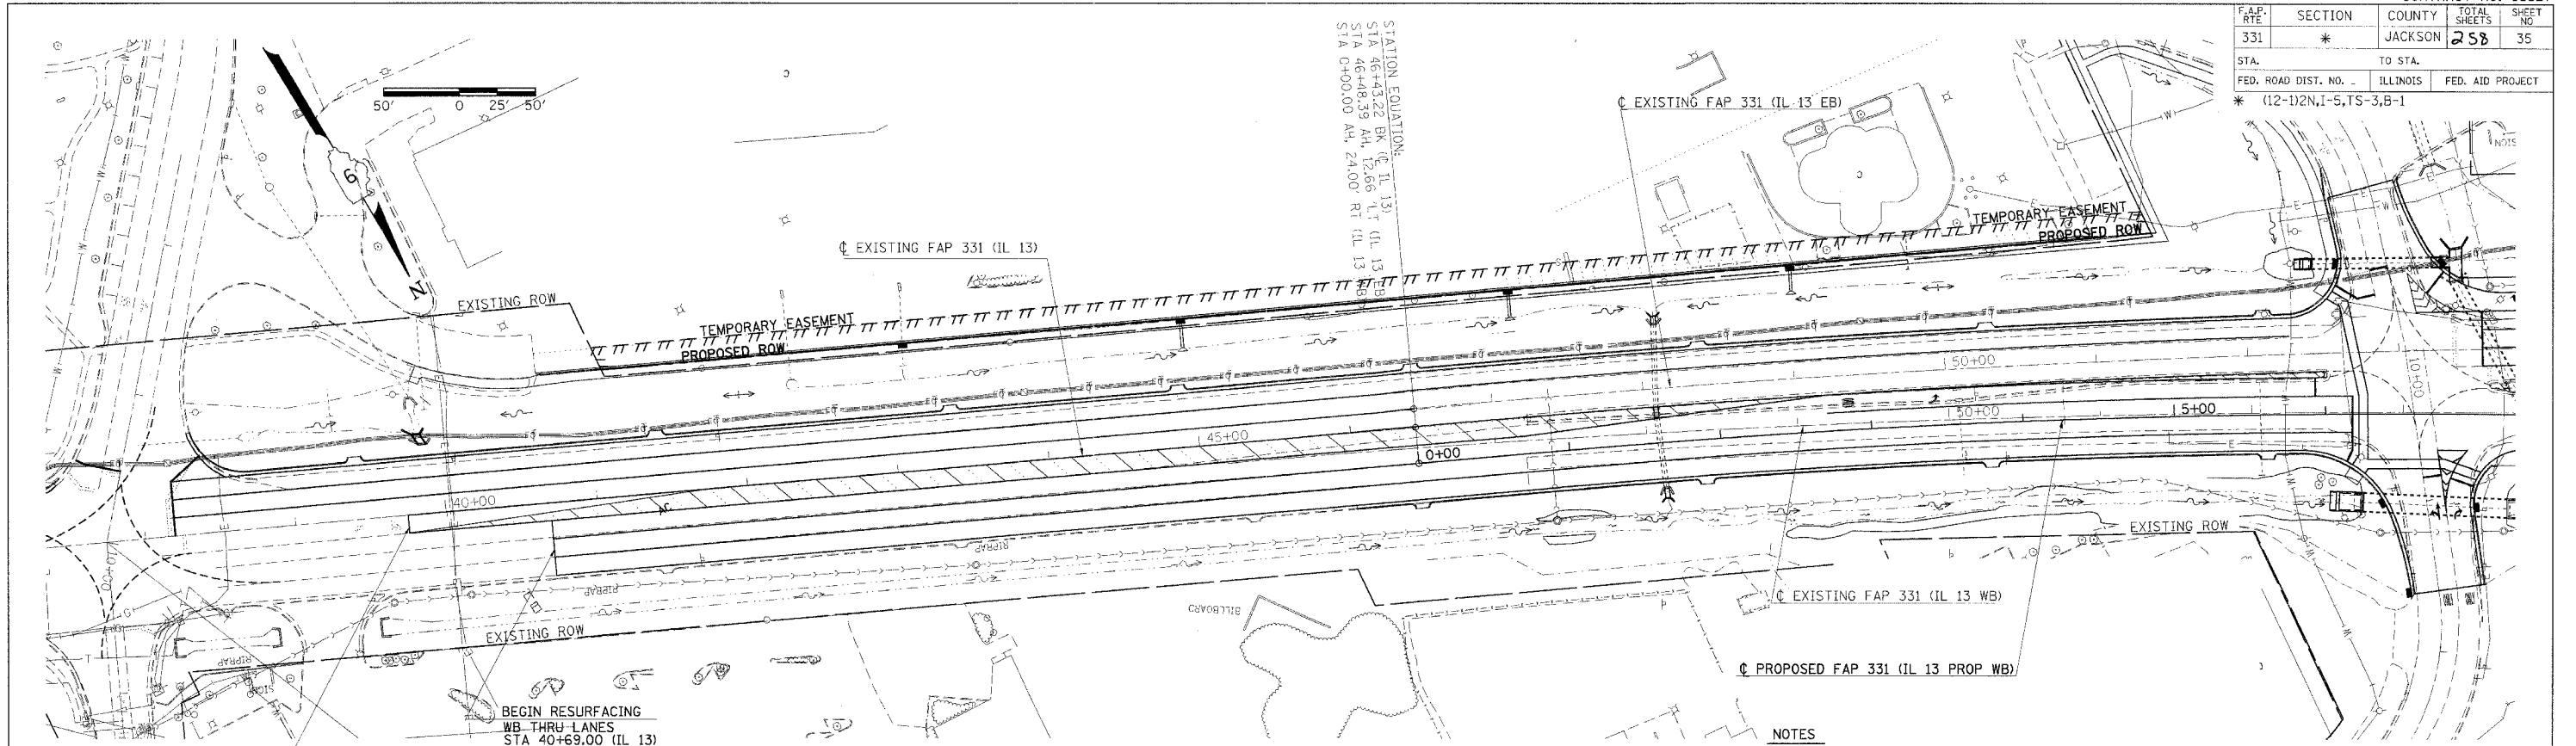 F.A.P. RTE SECTION COUNTY TOTAL SHEETS SHEET NO
331 * JACKSON 258 35
STA. TO STA.
FED. ROAD DIST. NO. ILLINOIS FED. AID PROJECT
* (12-1)2N,I-5,TS-3,B-1
50' 0 25' 50'
STATION EQUATION:
STA 46+43.22 BK (℄ IL 13)
STA 46+48.39 AH, 12.66' LT (IL 13 EB)
STA 0+00.00 AH, 24.00' RT (IL 13
℄ EXISTING FAP 331 (IL 13 EB)
℄ EXISTING FAP 331 (IL 13)
N
EXISTING ROW
TEMPORARY EASEMENT
PROPOSED ROW
TEMPORARY EASEMENT
PROPOSED ROW
50+00
10+00
50+00
5+00
45+00
0+00
40+00
AC
RIPRAP
RIPRAP
EXISTING ROW
EXISTING ROW
BILLBOARD
℄ EXISTING FAP 331 (IL 13 WB)
RIPRAP
SIGN
℄ PROPOSED FAP 331 (IL 13 PROP WB)
BEGIN RESURFACING
WB THRU LANES
STA 40+69.00 (IL 13)
NOTES